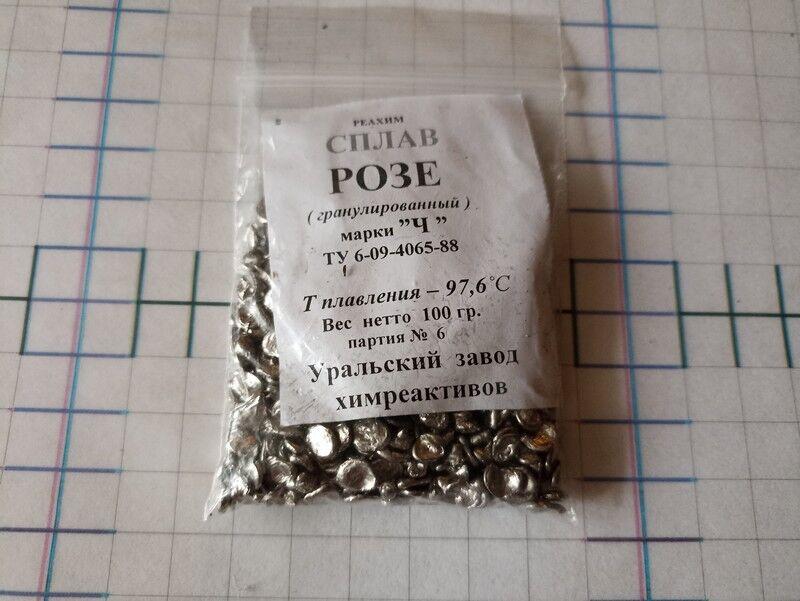 РЕАХИМ
СПЛАВ
РОЗЕ
( гранулированный )
марки "Ч "
ТУ 6-09-4065-88
Т плавления – 97,6°С
Вес нетто 100 гр.
партия № 6
Уральский завод
химреактивов